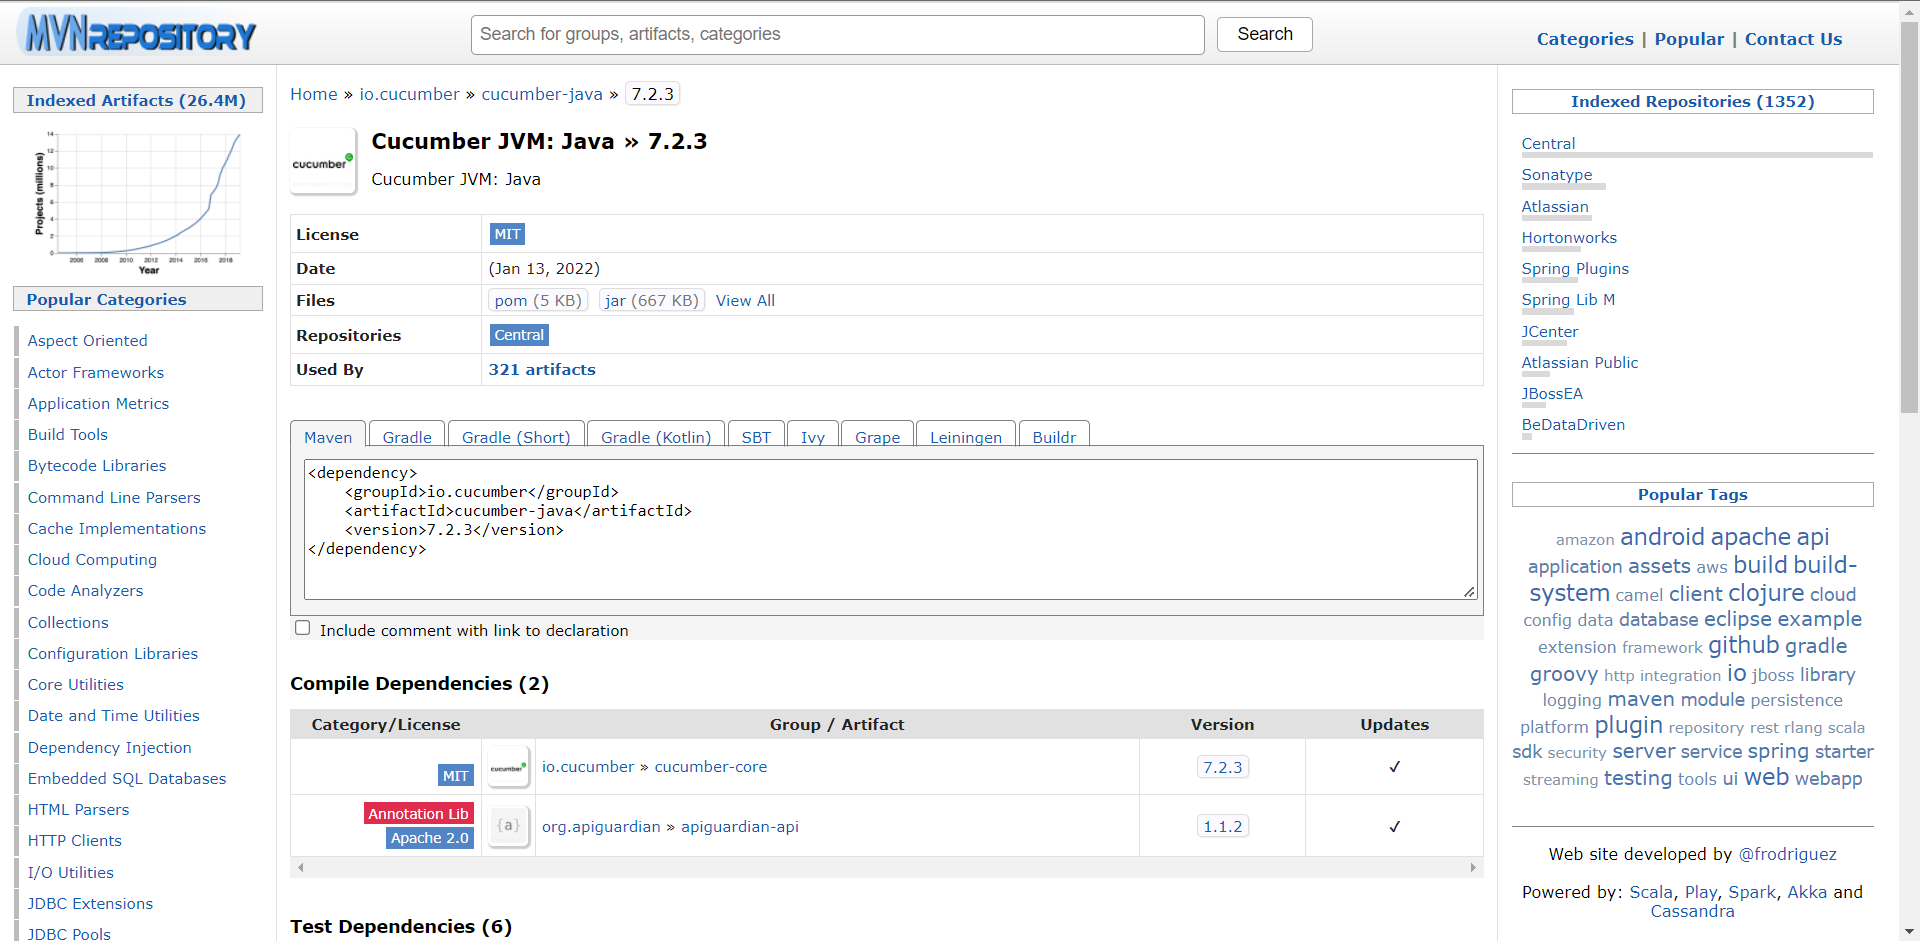 MVNREPOSITORY
Search for groups, artifacts, categories
Search
Categories | Popular | Contact Us
Indexed Artifacts (26.4M)
Projects (millions)
14
12
10
8
6
4
2
0
2006 2008 2010 2012 2014 2016 2018
Year
Popular Categories
Aspect Oriented
Actor Frameworks
Application Metrics
Build Tools
Bytecode Libraries
Command Line Parsers
Cache Implementations
Cloud Computing
Code Analyzers
Collections
Configuration Libraries
Core Utilities
Date and Time Utilities
Dependency Injection
Embedded SQL Databases
HTML Parsers
HTTP Clients
I/O Utilities
JDBC Extensions
JDBC Pools
Home » io.cucumber » cucumber-java » 7.2.3
cucumber
Cucumber JVM: Java » 7.2.3
Cucumber JVM: Java
License MIT
Date (Jan 13, 2022)
Files pom (5 KB) jar (667 KB) View All
Repositories Central
Used By 321 artifacts
Maven Gradle Gradle (Short) Gradle (Kotlin) SBT Ivy Grape Leiningen Buildr
<dependency>
    <groupId>io.cucumber</groupId>
    <artifactId>cucumber-java</artifactId>
    <version>7.2.3</version>
</dependency>
Include comment with link to declaration
Compile Dependencies (2)
Category/License Group / Artifact Version Updates
MIT cucumber io.cucumber » cucumber-core 7.2.3 ✓
Annotation Lib
Apache 2.0 {a} org.apiguardian » apiguardian-api 1.1.2 ✓
Test Dependencies (6)
Indexed Repositories (1352)
Central
Sonatype
Atlassian
Hortonworks
Spring Plugins
Spring Lib M
JCenter
Atlassian Public
JBossEA
BeDataDriven
Popular Tags
amazon android apache api
application assets aws build build-
system camel client clojure cloud
config data database eclipse example
extension framework github gradle
groovy http integration io jboss library
logging maven module persistence
platform plugin repository rest rlang scala
sdk security server service spring starter
streaming testing tools ui web webapp
Web site developed by @frodriguez
Powered by: Scala, Play, Spark, Akka and
Cassandra